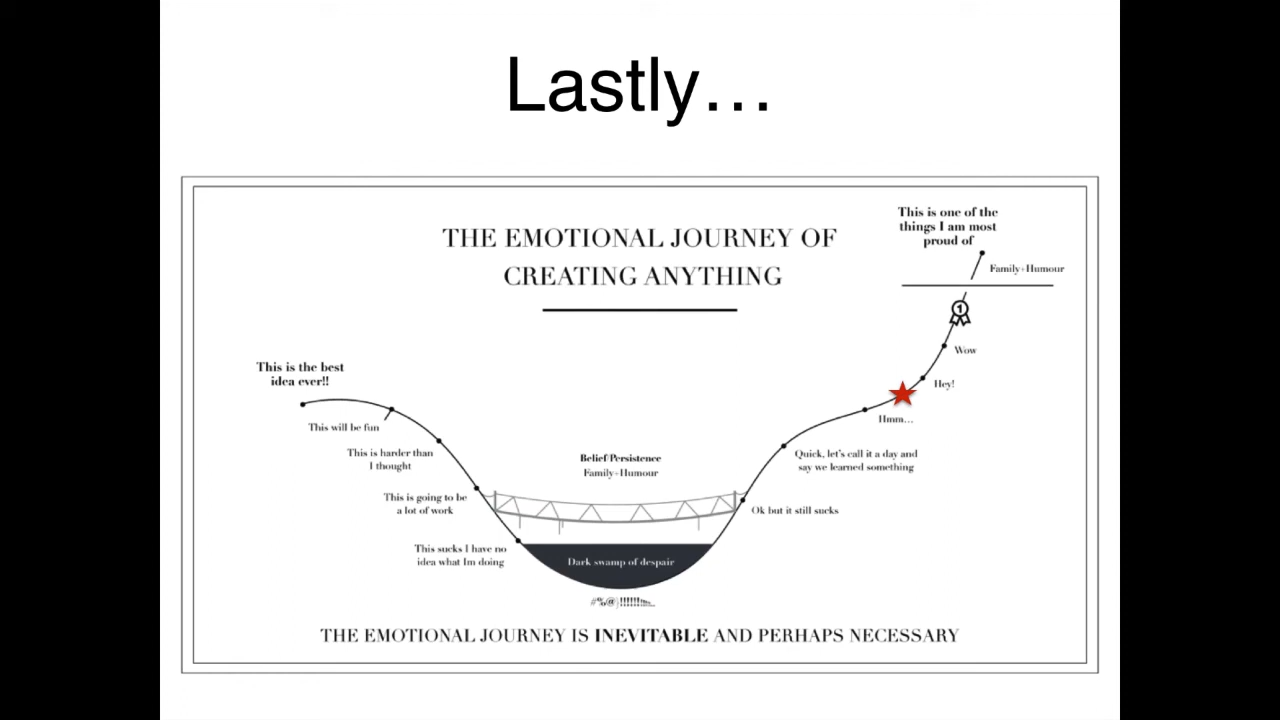 Lastly…
THE EMOTIONAL JOURNEY OF
CREATING ANYTHING
This is one of the
things I am most
proud of
Family+Humour
1
Wow
Hey!
Hmm...
Quick, let's call it a day and
say we learned something
Ok but it still sucks
This is the best
idea ever!!
This will be fun
This is harder than
I thought
This is going to be
a lot of work
This sucks I have no
idea what Im doing
Belief/Persistence
Family+Humour
Dark swamp of despair
THE EMOTIONAL JOURNEY IS INEVITABLE AND PERHAPS NECESSARY